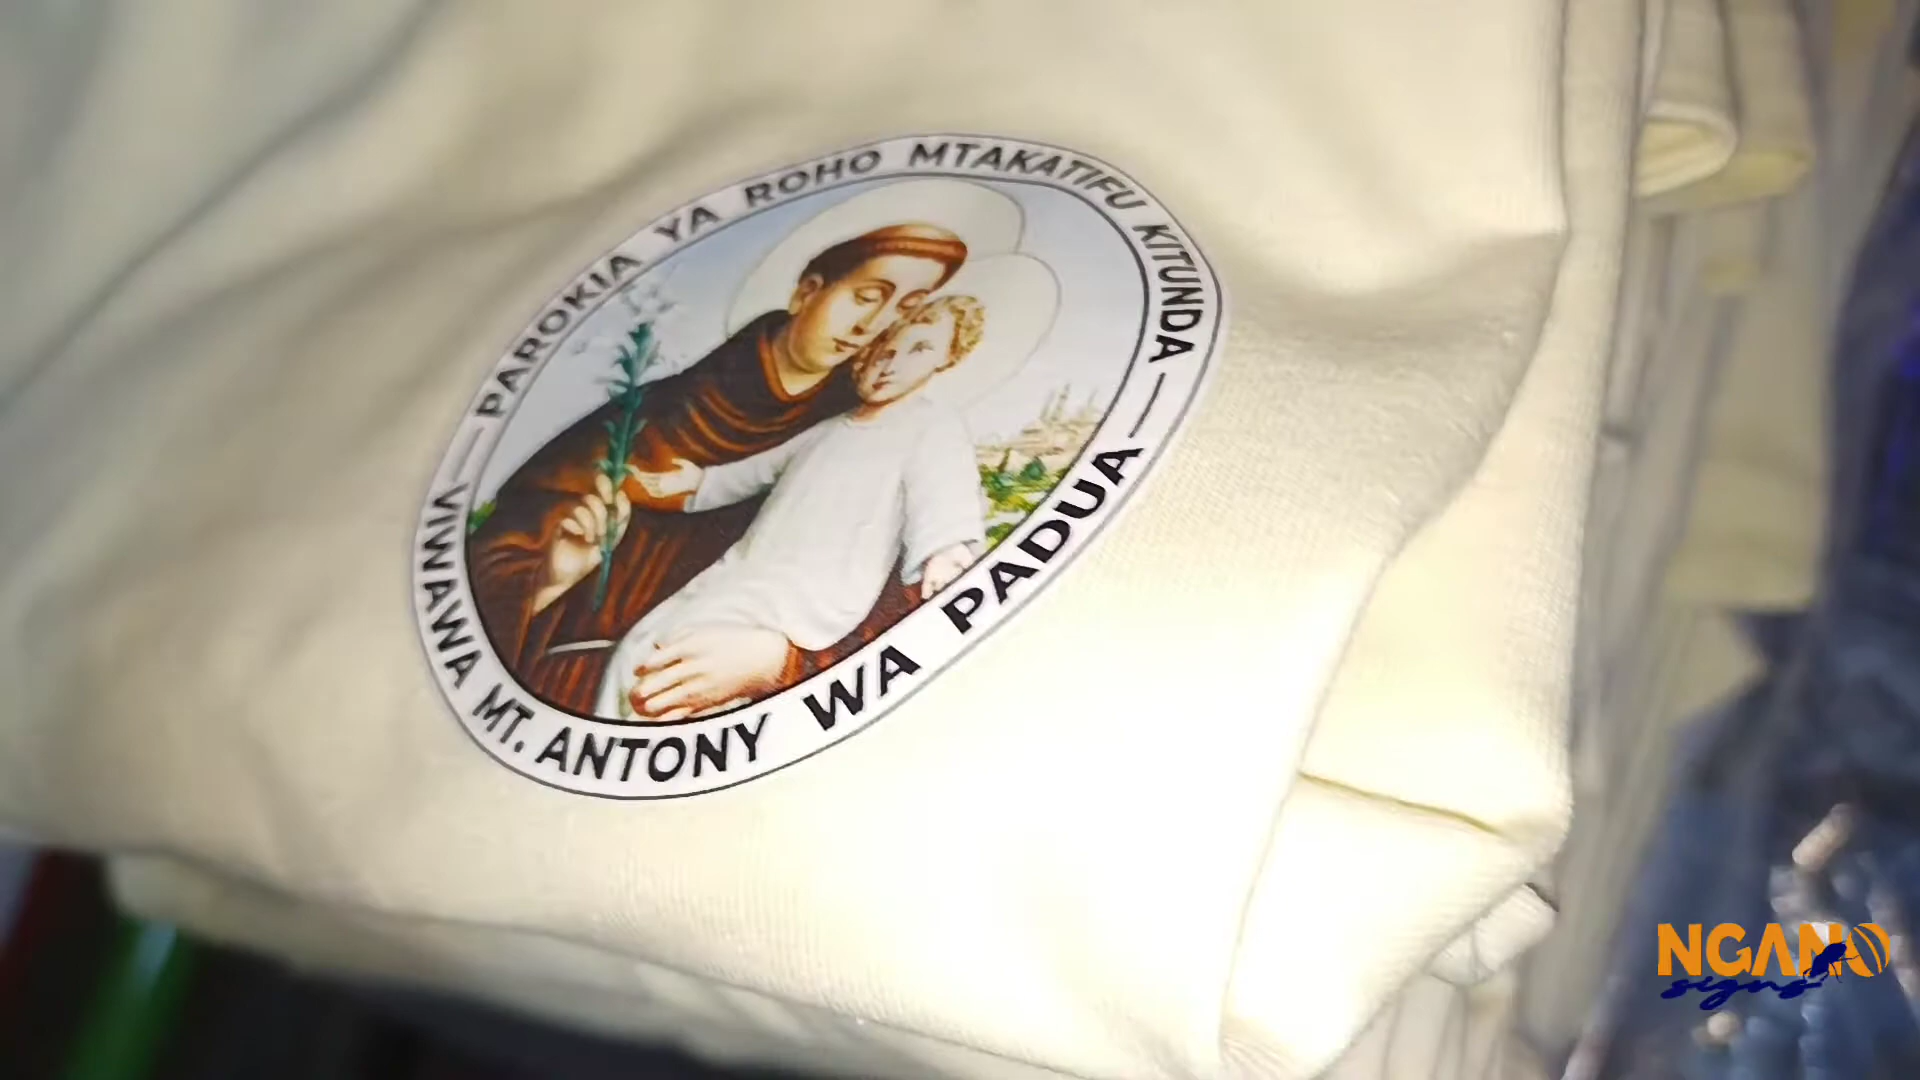 PAROKIA YA ROHO MTAKATIFU KITUNDA
VIWAWA MT. ANTONY WA PADUA
NGANO
signs